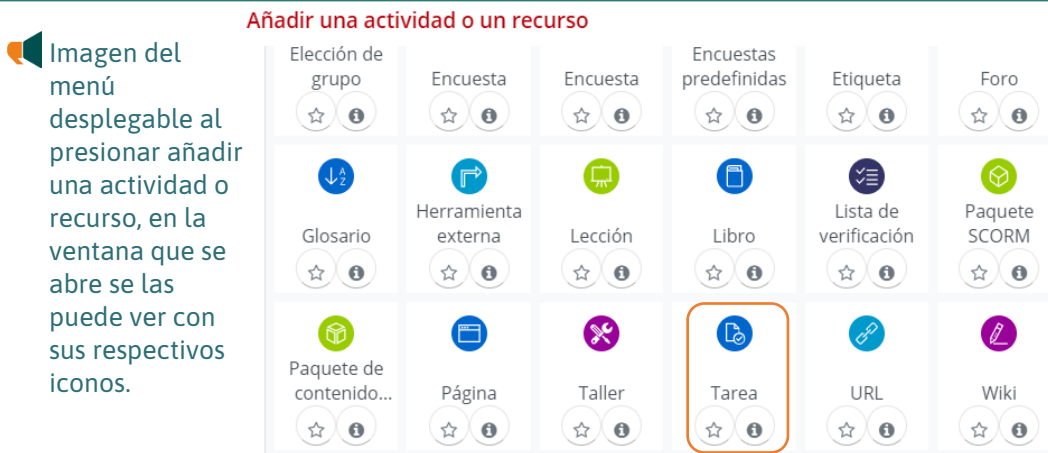 Añadir una actividad o un recurso
Imagen del
menú
desplegable al
presionar añadir
una actividad o
recurso, en la
ventana que se
abre se las
puede ver con
sus respectivos
iconos.
Elección de
grupo
Encuesta
Encuesta
Encuestas
predefinidas
Etiqueta
Foro
Glosario
Herramienta
externa
Lección
Libro
Lista de
verificación
Paquete
SCORM
Paquete de
contenido...
Página
Taller
Tarea
URL
Wiki